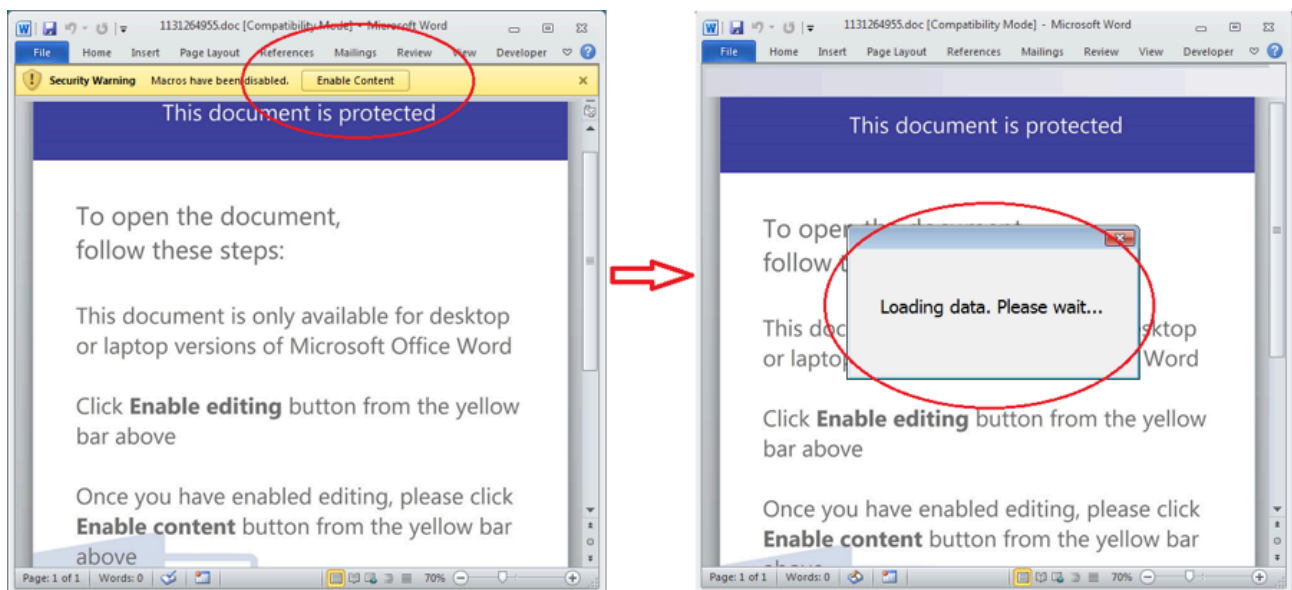 1131264955.doc [Compatibility Mode] - Microsoft Word
File Home Insert Page Layout References Mailings Review View Developer
Security Warning Macros have been disabled. Enable Content
This document is protected
To open the document,
follow these steps:
This document is only available for desktop
or laptop versions of Microsoft Office Word
Click Enable editing button from the yellow
bar above
Once you have enabled editing, please click
Enable content button from the yellow bar
above
Page: 1 of 1 Words: 0 70%
1131264955.doc [Compatibility Mode] - Microsoft Word
File Home Insert Page Layout References Mailings Review View Developer
This document is protected
To open
follow
Loading data. Please wait...
This doc sktop
or lapto Word
Click Enable editing button from the yellow
bar above
Once you have enabled editing, please click
Enable content button from the yellow bar
Page: 1 of 1 Words: 0 70%